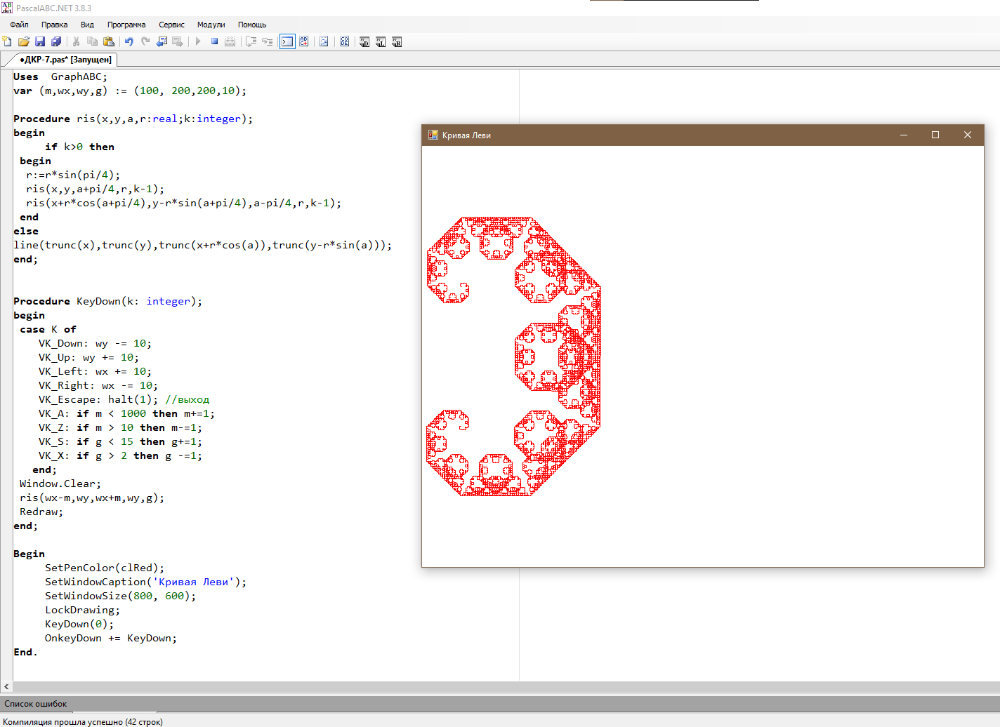 PascalABC.NET 3.8.3
Файл Правка Вид Программа Сервис Модули Помощь
•ДКР-7.pas* [Запущен]
Uses  GraphABC;
var (m,wx,wy,g) := (100, 200,200,10);
Procedure ris(x,y,a,r:real;k:integer);
begin
if k>0 then
begin
r:=r*sin(pi/4);
ris(x,y,a+pi/4,r,k-1);
ris(x+r*cos(a+pi/4),y-r*sin(a+pi/4),a-pi/4,r,k-1);
end
else
line(trunc(x),trunc(y),trunc(x+r*cos(a)),trunc(y-r*sin(a)));
end;
Procedure KeyDown(k: integer);
begin
case K of
VK_Down: wy -= 10;
VK_Up: wy += 10;
VK_Left: wx += 10;
VK_Right: wx -= 10;
VK_Escape: halt(1); //выход
VK_A: if m < 1000 then m+=1;
VK_Z: if m > 10 then m-=1;
VK_S: if g < 15 then g+=1;
VK_X: if g > 2 then g -=1;
end;
Window.Clear;
ris(wx-m,wy,wx+m,wy,g);
Redraw;
end;
Begin
SetPenColor(clRed);
SetWindowCaption('Кривая Леви');
SetWindowSize(800, 600);
LockDrawing;
KeyDown(0);
OnkeyDown += KeyDown;
End.
Кривая Леви
Список ошибок
Компиляция прошла успешно (42 строк)